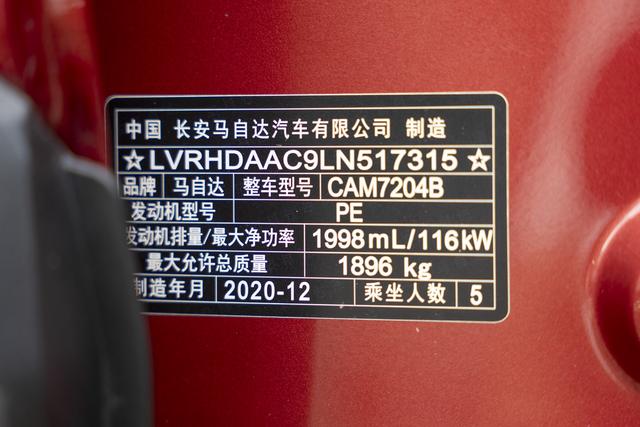 中国 长安马自达汽车有限公司 制造
☆LVRHDAAC9LN517315☆
品牌 马自达 整车型号 CAM7204B
发动机型号 PE
发动机排量/最大净功率 1998mL/116kW
最大允许总质量 1896 kg
制造年月 2020-12 乘坐人数 5